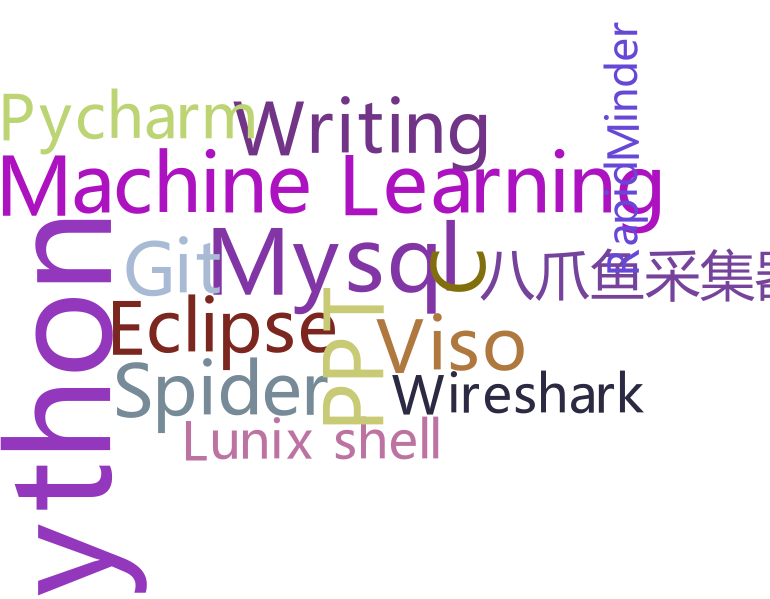 RapidMinder
Pycharm
Writing
Machine Learning
ython
Git
Mysql
C
八爪鱼采集器
Eclipse
PPT
Viso
Spider
Wireshark
Lunix shell